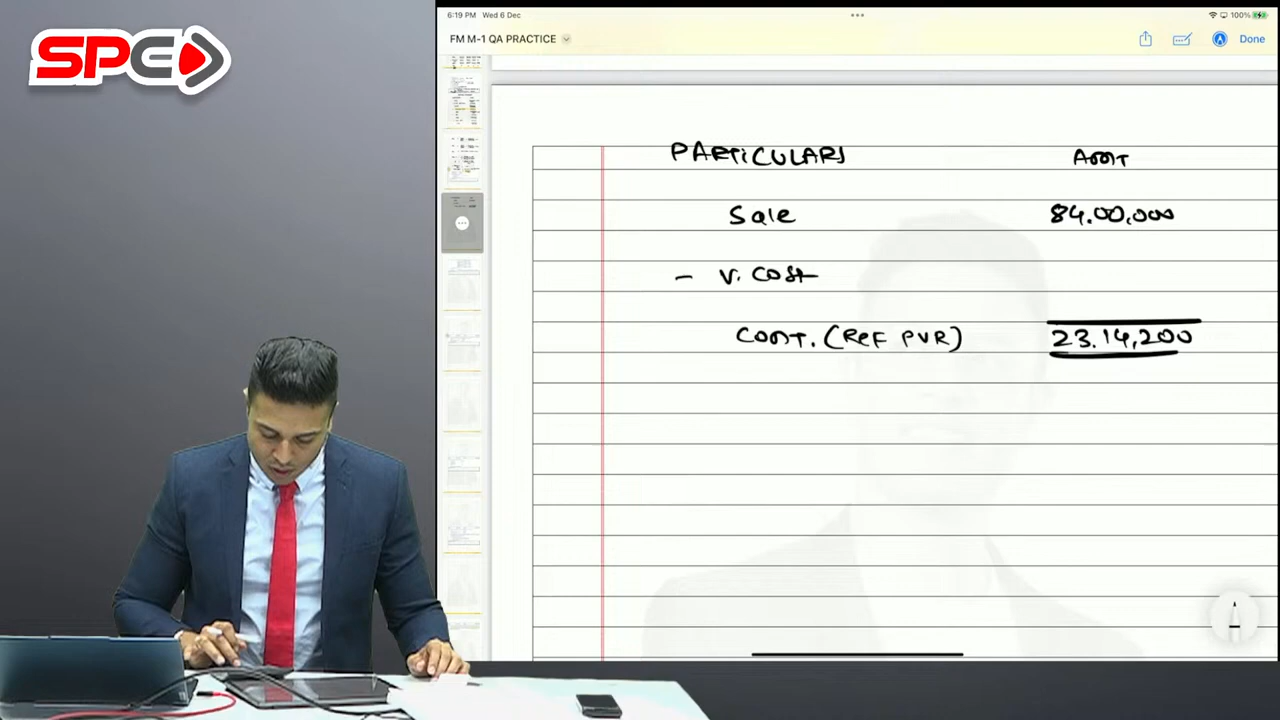 SPED
6:19 PM Wed 6 Dec
100%
FM M-1 QA PRACTICE
Done
PARTICULARS AMT
Sale 84.00,000
- V. COST
CONT. (REF PVR) 23.14,200